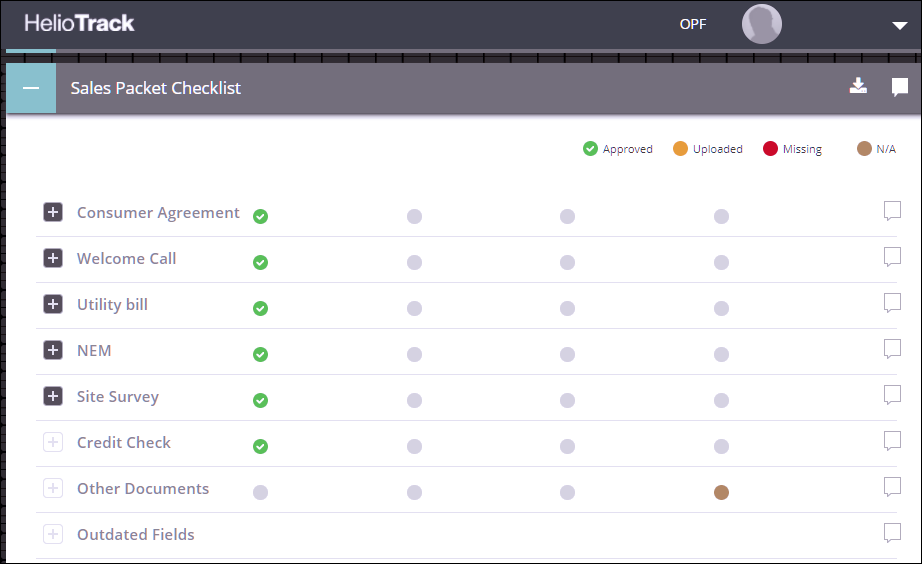 HelioTrack
OPF
Sales Packet Checklist
Approved
Uploaded
Missing
N/A
Consumer Agreement
Welcome Call
Utility bill
NEM
Site Survey
Credit Check
Other Documents
Outdated Fields